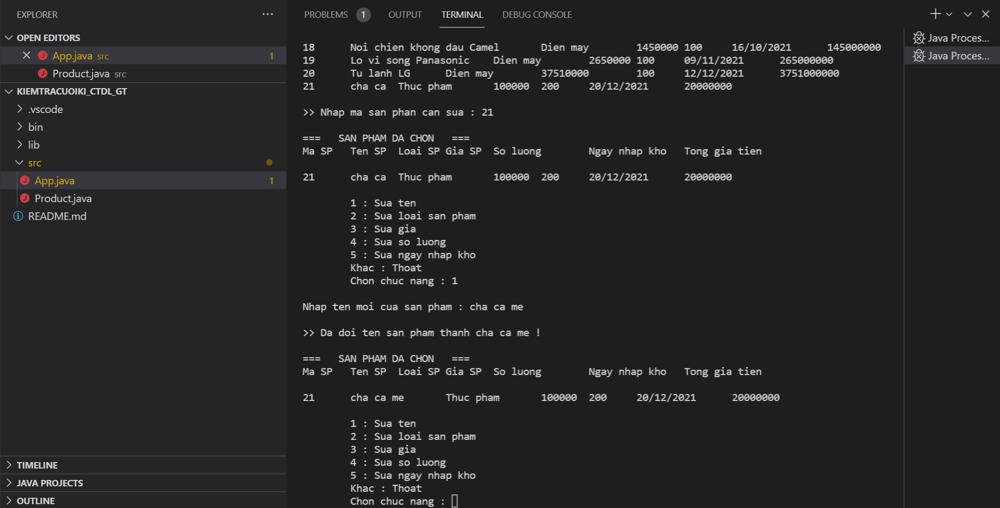 EXPLORER
OPEN EDITORS
App.java src 1
Product.java src
KIEMTRACUOIKI_CTDL_GT
.vscode
bin
lib
src
App.java 1
Product.java
README.md
TIMELINE
JAVA PROJECTS
OUTLINE
PROBLEMS 1 OUTPUT TERMINAL DEBUG CONSOLE
18 Noi chien khong dau Camel Dien may 1450000 100 16/10/2021 145000000
19 Lo vi song Panasonic Dien may 2650000 100 09/11/2021 265000000
20 Tu lanh LG Dien may 37510000 100 12/12/2021 3751000000
21 cha ca Thuc pham 100000 200 20/12/2021 20000000
>> Nhap ma san phan can sua : 21
=== SAN PHAM DA CHON ===
Ma SP Ten SP Loai SP Gia SP So luong Ngay nhap kho Tong gia tien
21 cha ca Thuc pham 100000 200 20/12/2021 20000000
1 : Sua ten
2 : Sua loai san pham
3 : Sua gia
4 : Sua so luong
5 : Sua ngay nhap kho
Khac : Thoat
Chon chuc nang : 1
Nhap ten moi cua san pham : cha ca me
>> Da doi ten san pham thanh cha ca me !
=== SAN PHAM DA CHON ===
Ma SP Ten SP Loai SP Gia SP So luong Ngay nhap kho Tong gia tien
21 cha ca me Thuc pham 100000 200 20/12/2021 20000000
1 : Sua ten
2 : Sua loai san pham
3 : Sua gia
4 : Sua so luong
5 : Sua ngay nhap kho
Khac : Thoat
Chon chuc nang :
Java Proces...
Java Proces...